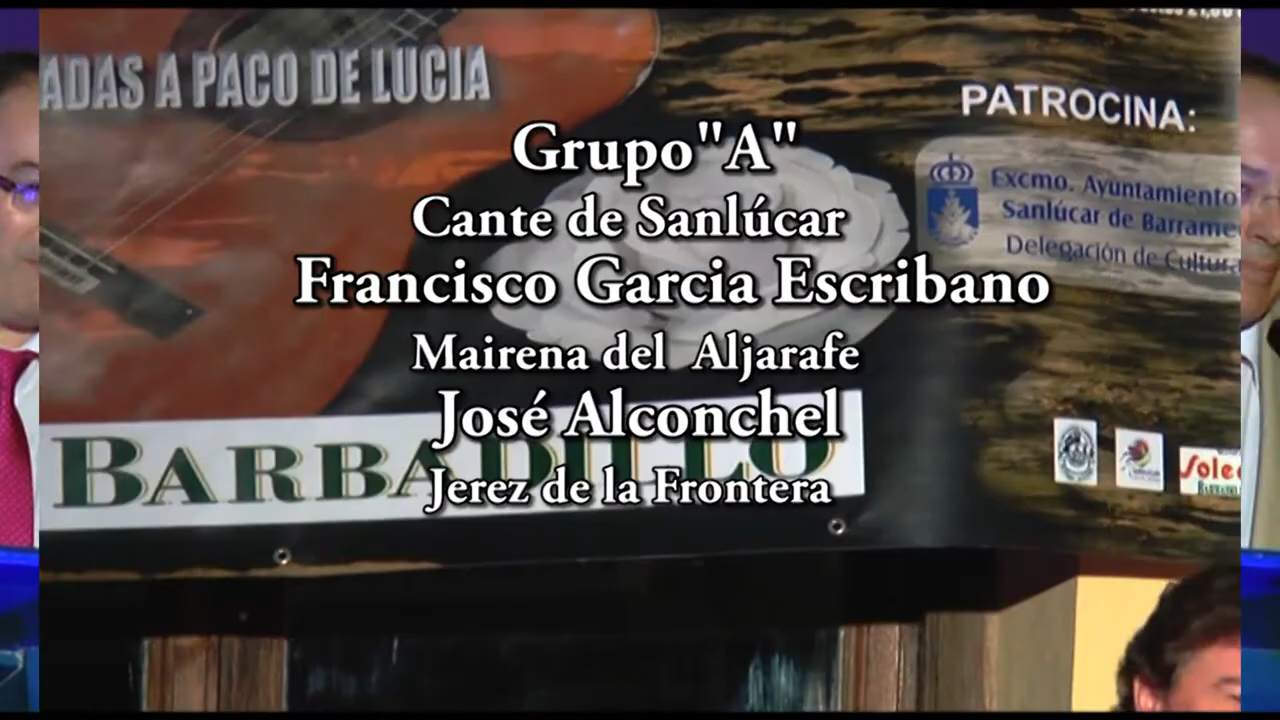 ADAS A PACO DE LUCIA
PATROCINA:
Excmo. Ayuntamiento
Sanlúcar de Barrame
Delegación de Cultura
Grupo"A"
Cante de Sanlúcar
Francisco Garcia Escribano
Mairena del Aljarafe
José Alconchel
Jerez de la Frontera
BARBADILLO
Solea